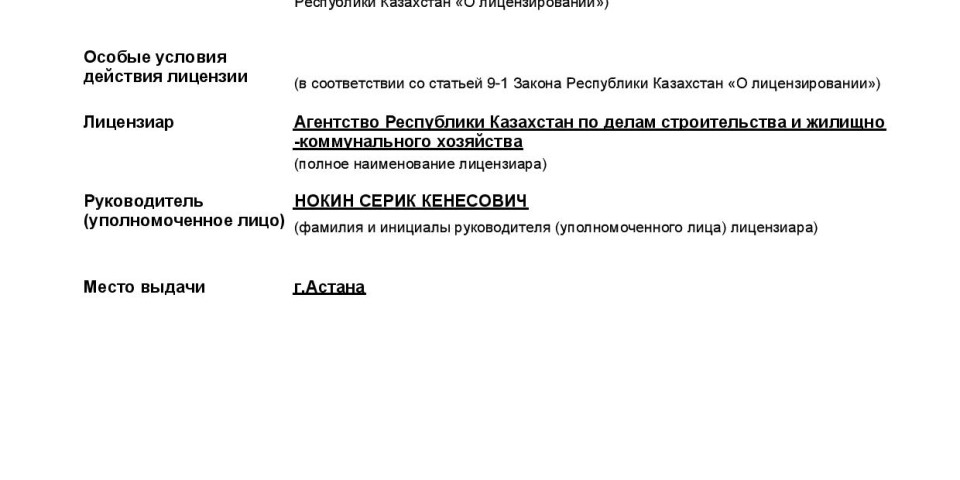 Республики Казахстан «О лицензировании»)
Особые условия
действия лицензии
(в соответствии со статьей 9-1 Закона Республики Казахстан «О лицензировании»)
Лицензиар
Агентство Республики Казахстан по делам строительства и жилищно
-коммунального хозяйства
(полное наименование лицензиара)
Руководитель
(уполномоченное лицо)
НОКИН СЕРИК КЕНЕСОВИЧ
(фамилия и инициалы руководителя (уполномоченного лица) лицензиара)
Место выдачи
г.Астана